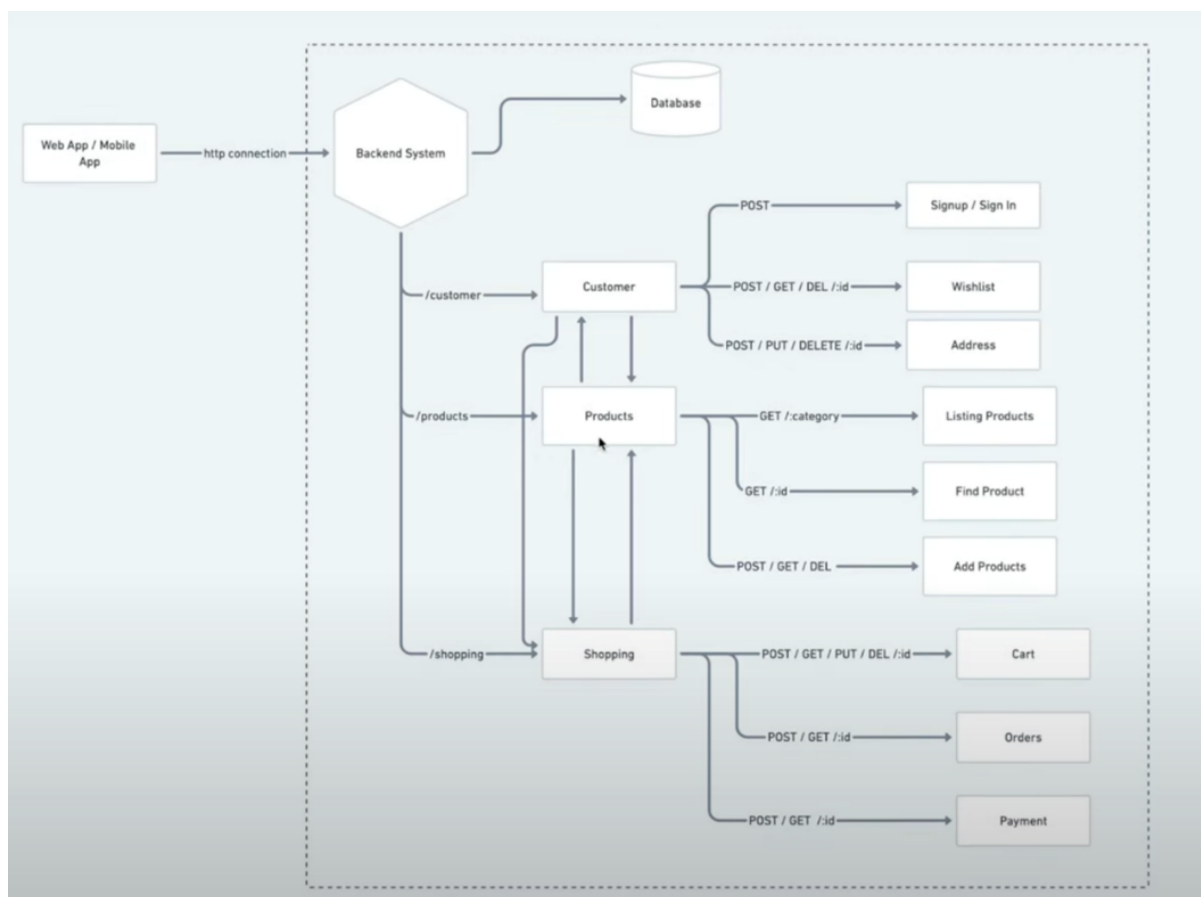 Database
Web App / Mobile
App
http connection
Backend System
POST
Signup / Sign In
/customer
Customer
POST / GET / DEL /:id
Wishlist
POST / PUT / DELETE /:id
Address
/products
Products
GET /:category
Listing Products
GET /:id
Find Product
POST / GET / DEL
Add Products
/shopping
Shopping
POST / GET / PUT / DEL /:id
Cart
POST / GET /:id
Orders
POST / GET /:id
Payment